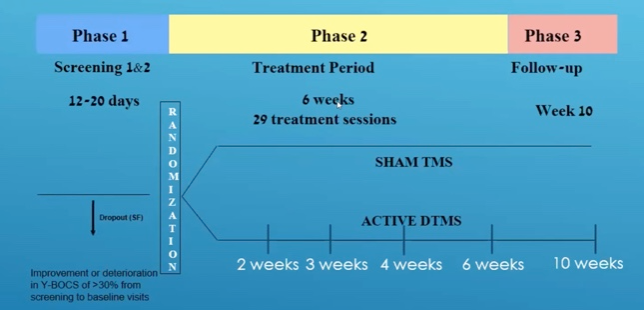 Phase 1
Phase 2
Phase 3
Screening 1&2
Treatment Period
Follow-up
12-20 days
6 weeks
29 treatment sessions
Week 10
RANDOMIZATION
SHAM TMS
Dropout (SF)
ACTIVE DTMS
2 weeks 3 weeks 4 weeks 6 weeks 10 weeks
Improvement or deterioration
in Y-BOCS of >30% from
screening to baseline visits